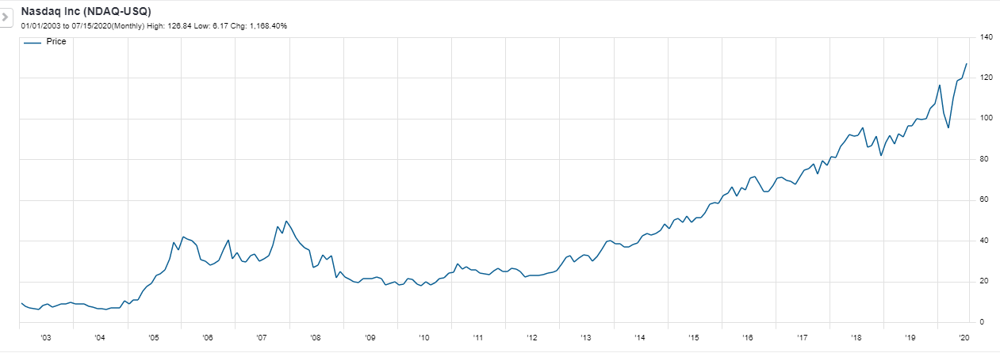 Nasdaq Inc (NDAQ-USQ)
01/01/2003 to 07/15/2020(Monthly) High: 126.84 Low: 6.17 Chg: 1,168.40%
Price
140
120
100
80
60
40
20
0
'03 '04 '05 '06 '07 '08 '09 '10 '11 '12 '13 '14 '15 '16 '17 '18 '19 '20